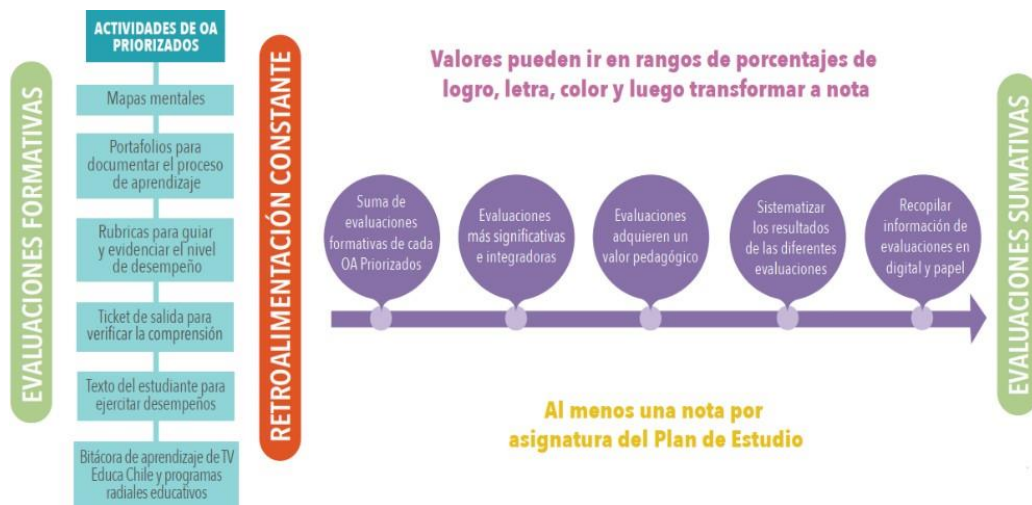 EVALUACIONES FORMATIVAS
ACTIVIDADES DE OA
PRIORIZADOS
Mapas mentales
Portafolios para
documentar el proceso
de aprendizaje
Rubricas para guiar
y evidenciar el nivel
de desempeño
Ticket de salida para
verificar la comprensión
Texto del estudiante para
ejercitar desempeños
Bitácora de aprendizaje de TV
Educa Chile y programas
radiales educativos
RETROALIMENTACIÓN CONSTANTE
Valores pueden ir en rangos de porcentajes de
logro, letra, color y luego transformar a nota
Suma de
evaluaciones
formativas de cada
OA Priorizados
Evaluaciones
más significativas
e integradoras
Evaluaciones
adquieren un
valor pedagógico
Sistematizar
los resultados
de las diferentes
evaluaciones
Recopilar
información de
evaluaciones en
digital y papel
Al menos una nota por
asignatura del Plan de Estudio
EVALUACIONES SUMATIVAS